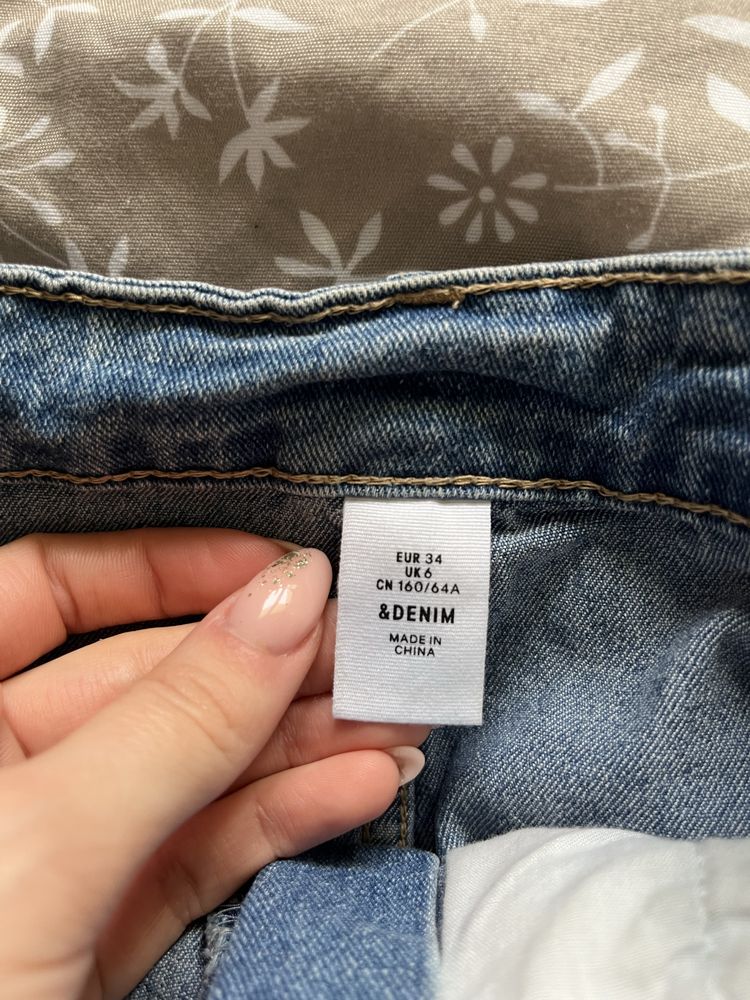 EUR 34
UK 6
CN 160/64A
&DENIM
MADE IN
CHINA